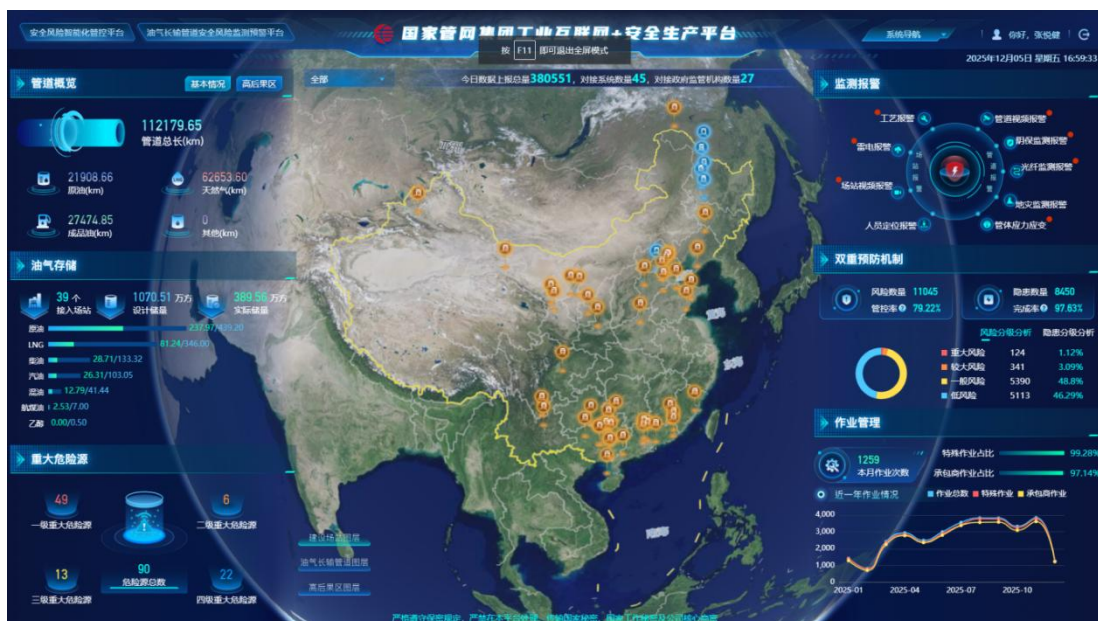 安全风险智能化管控平台
油气长输管道安全风险监测预警平台
国家管网集团工业互联网+安全生产平台
系统导航
你好，张悦健
按 F11 即可退出全屏模式
2025年12月05日 星期五 16:59:33
管道概览
基本情况
高后果区
112179.65
管道总长(km)
21908.66
原油(km)
62653.60
天然气(km)
27474.85
成品油(km)
0
其他(km)
油气存储
39 个
接入场站
1070.51 万方
设计储量
389.56 万方
实际储量
原油 237.97/439.20
LNG 81.24/346.00
柴油 28.71/133.32
汽油 26.31/103.05
混油 12.79/41.44
航煤油 2.53/7.00
乙醇 0.00/0.50
重大危险源
49
一级重大危险源
6
二级重大危险源
13
三级重大危险源
90
危险源总数
22
四级重大危险源
全部
今日数据上报总量380551，对接系统数量45，对接政府监管机构数量27
建设场站图层
油气长输管道图层
高后果区图层
监测报警
工艺报警
雷电报警
场站视频报警
人员定位报警
场站报警
管道报警
管道视频报警
阴保监测报警
光纤监测报警
地灾监测报警
管体应力应变
双重预防机制
风险数量 11045
管控率 79.22%
隐患数量 8450
完成率 97.63%
风险分级分析
隐患分级分析
重大风险 124 1.12%
较大风险 341 3.09%
一般风险 5390 48.8%
低风险 5113 46.29%
作业管理
1259
本月作业次数
特殊作业占比 99.28%
承包商作业占比 97.14%
近一年作业情况
作业总数 特殊作业 承包商作业
4,000
3,000
2,000
1,000
0
2025-01 2025-04 2025-07 2025-10